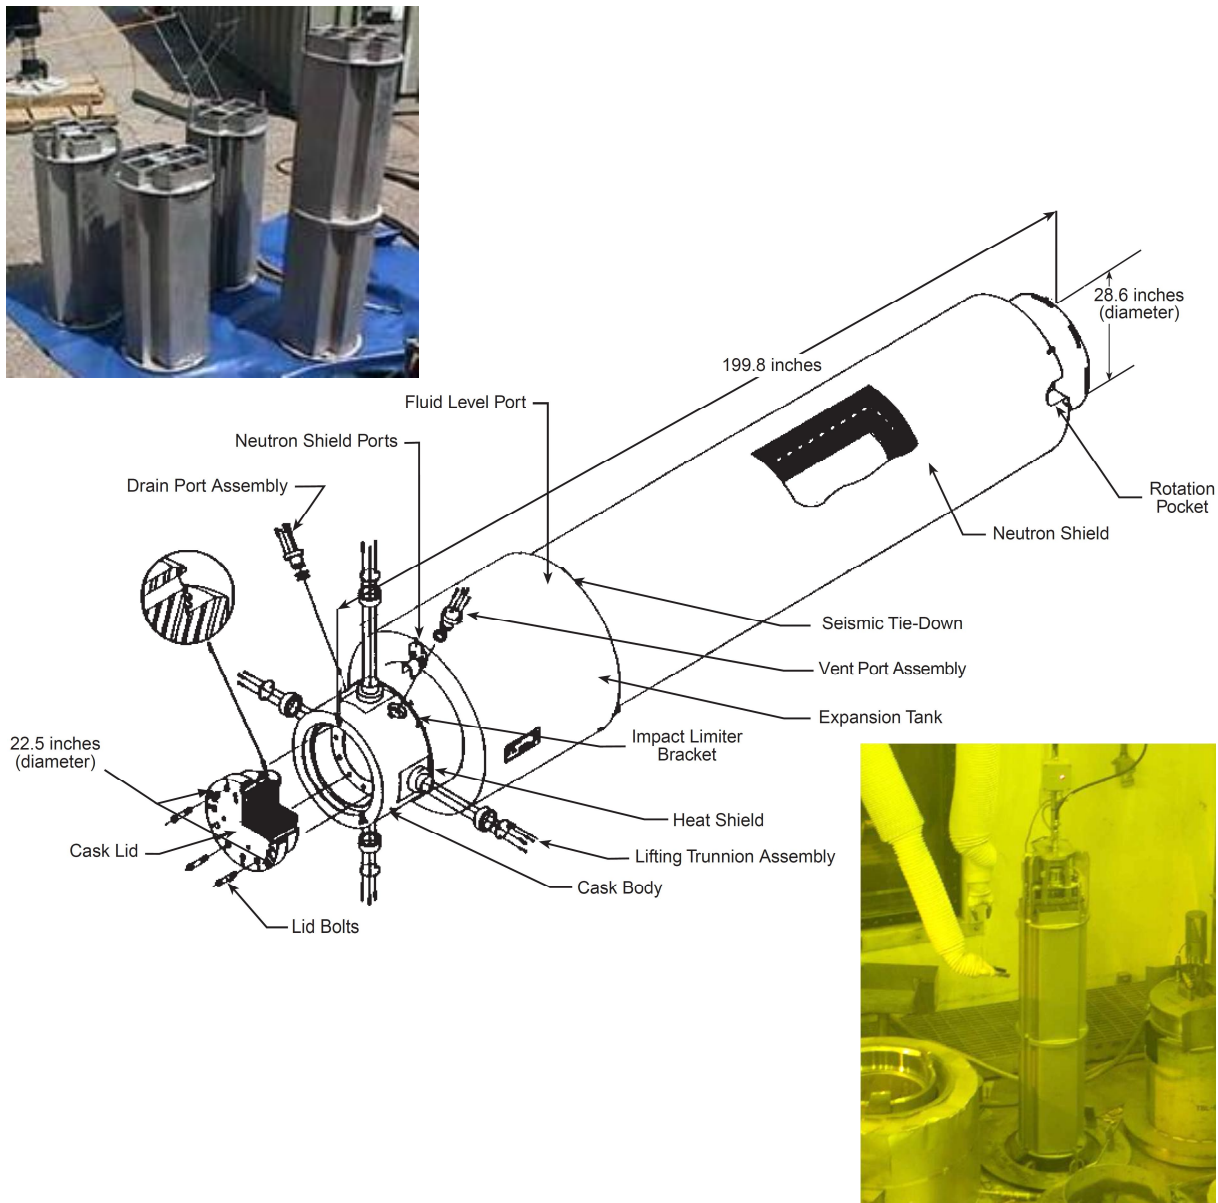 28.6 inches
(diameter)
199.8 inches
Fluid Level Port
Neutron Shield Ports
Drain Port Assembly
Rotation
Pocket
Neutron Shield
Seismic Tie-Down
Vent Port Assembly
Expansion Tank
Impact Limiter
Bracket
22.5 inches
(diameter)
Heat Shield
Cask Lid
Lifting Trunnion Assembly
Cask Body
Lid Bolts